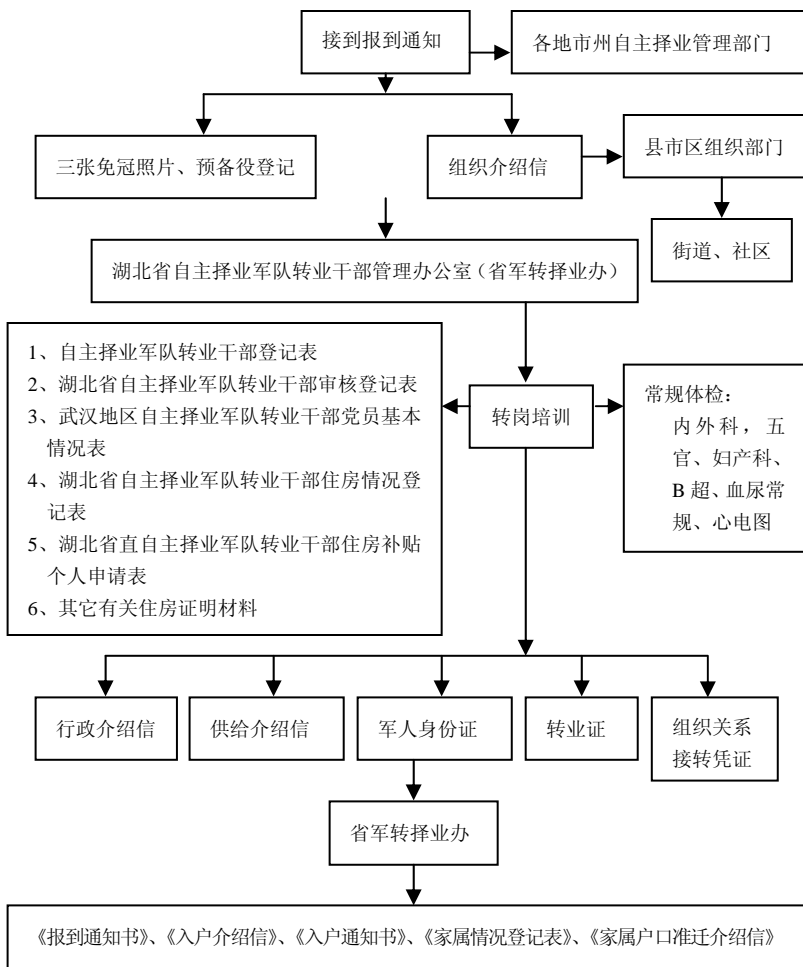 接到报到通知
各地市州自主择业管理部门
三张免冠照片、预备役登记
组织介绍信
县市区组织部门
街道、社区
湖北省自主择业军队转业干部管理办公室（省军转择业办）
1、自主择业军队转业干部登记表
2、湖北省自主择业军队转业干部审核登记表
3、武汉地区自主择业军队转业干部党员基本
情况表
4、湖北省自主择业军队转业干部住房情况登
记表
5、湖北省直自主择业军队转业干部住房补贴
个人申请表
6、其它有关住房证明材料
转岗培训
常规体检：
内外科，五
官、妇产科、
B 超、血尿常
规、心电图
行政介绍信
供给介绍信
军人身份证
转业证
组织关系
接转凭证
省军转择业办
《报到通知书》、《入户介绍信》、《入户通知书》、《家属情况登记表》、《家属户口准迁介绍信》